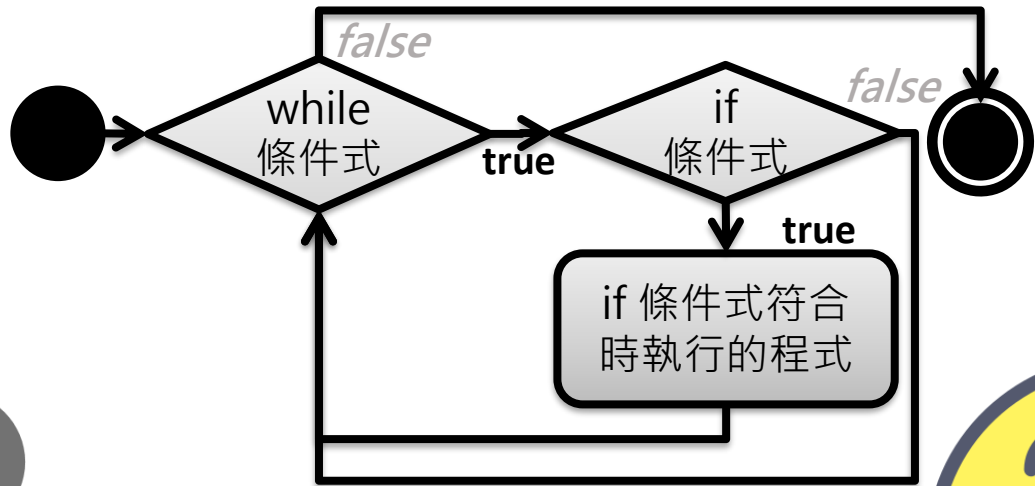 false
while
條件式
true
if
條件式
false
true
if 條件式符合
時執行的程式